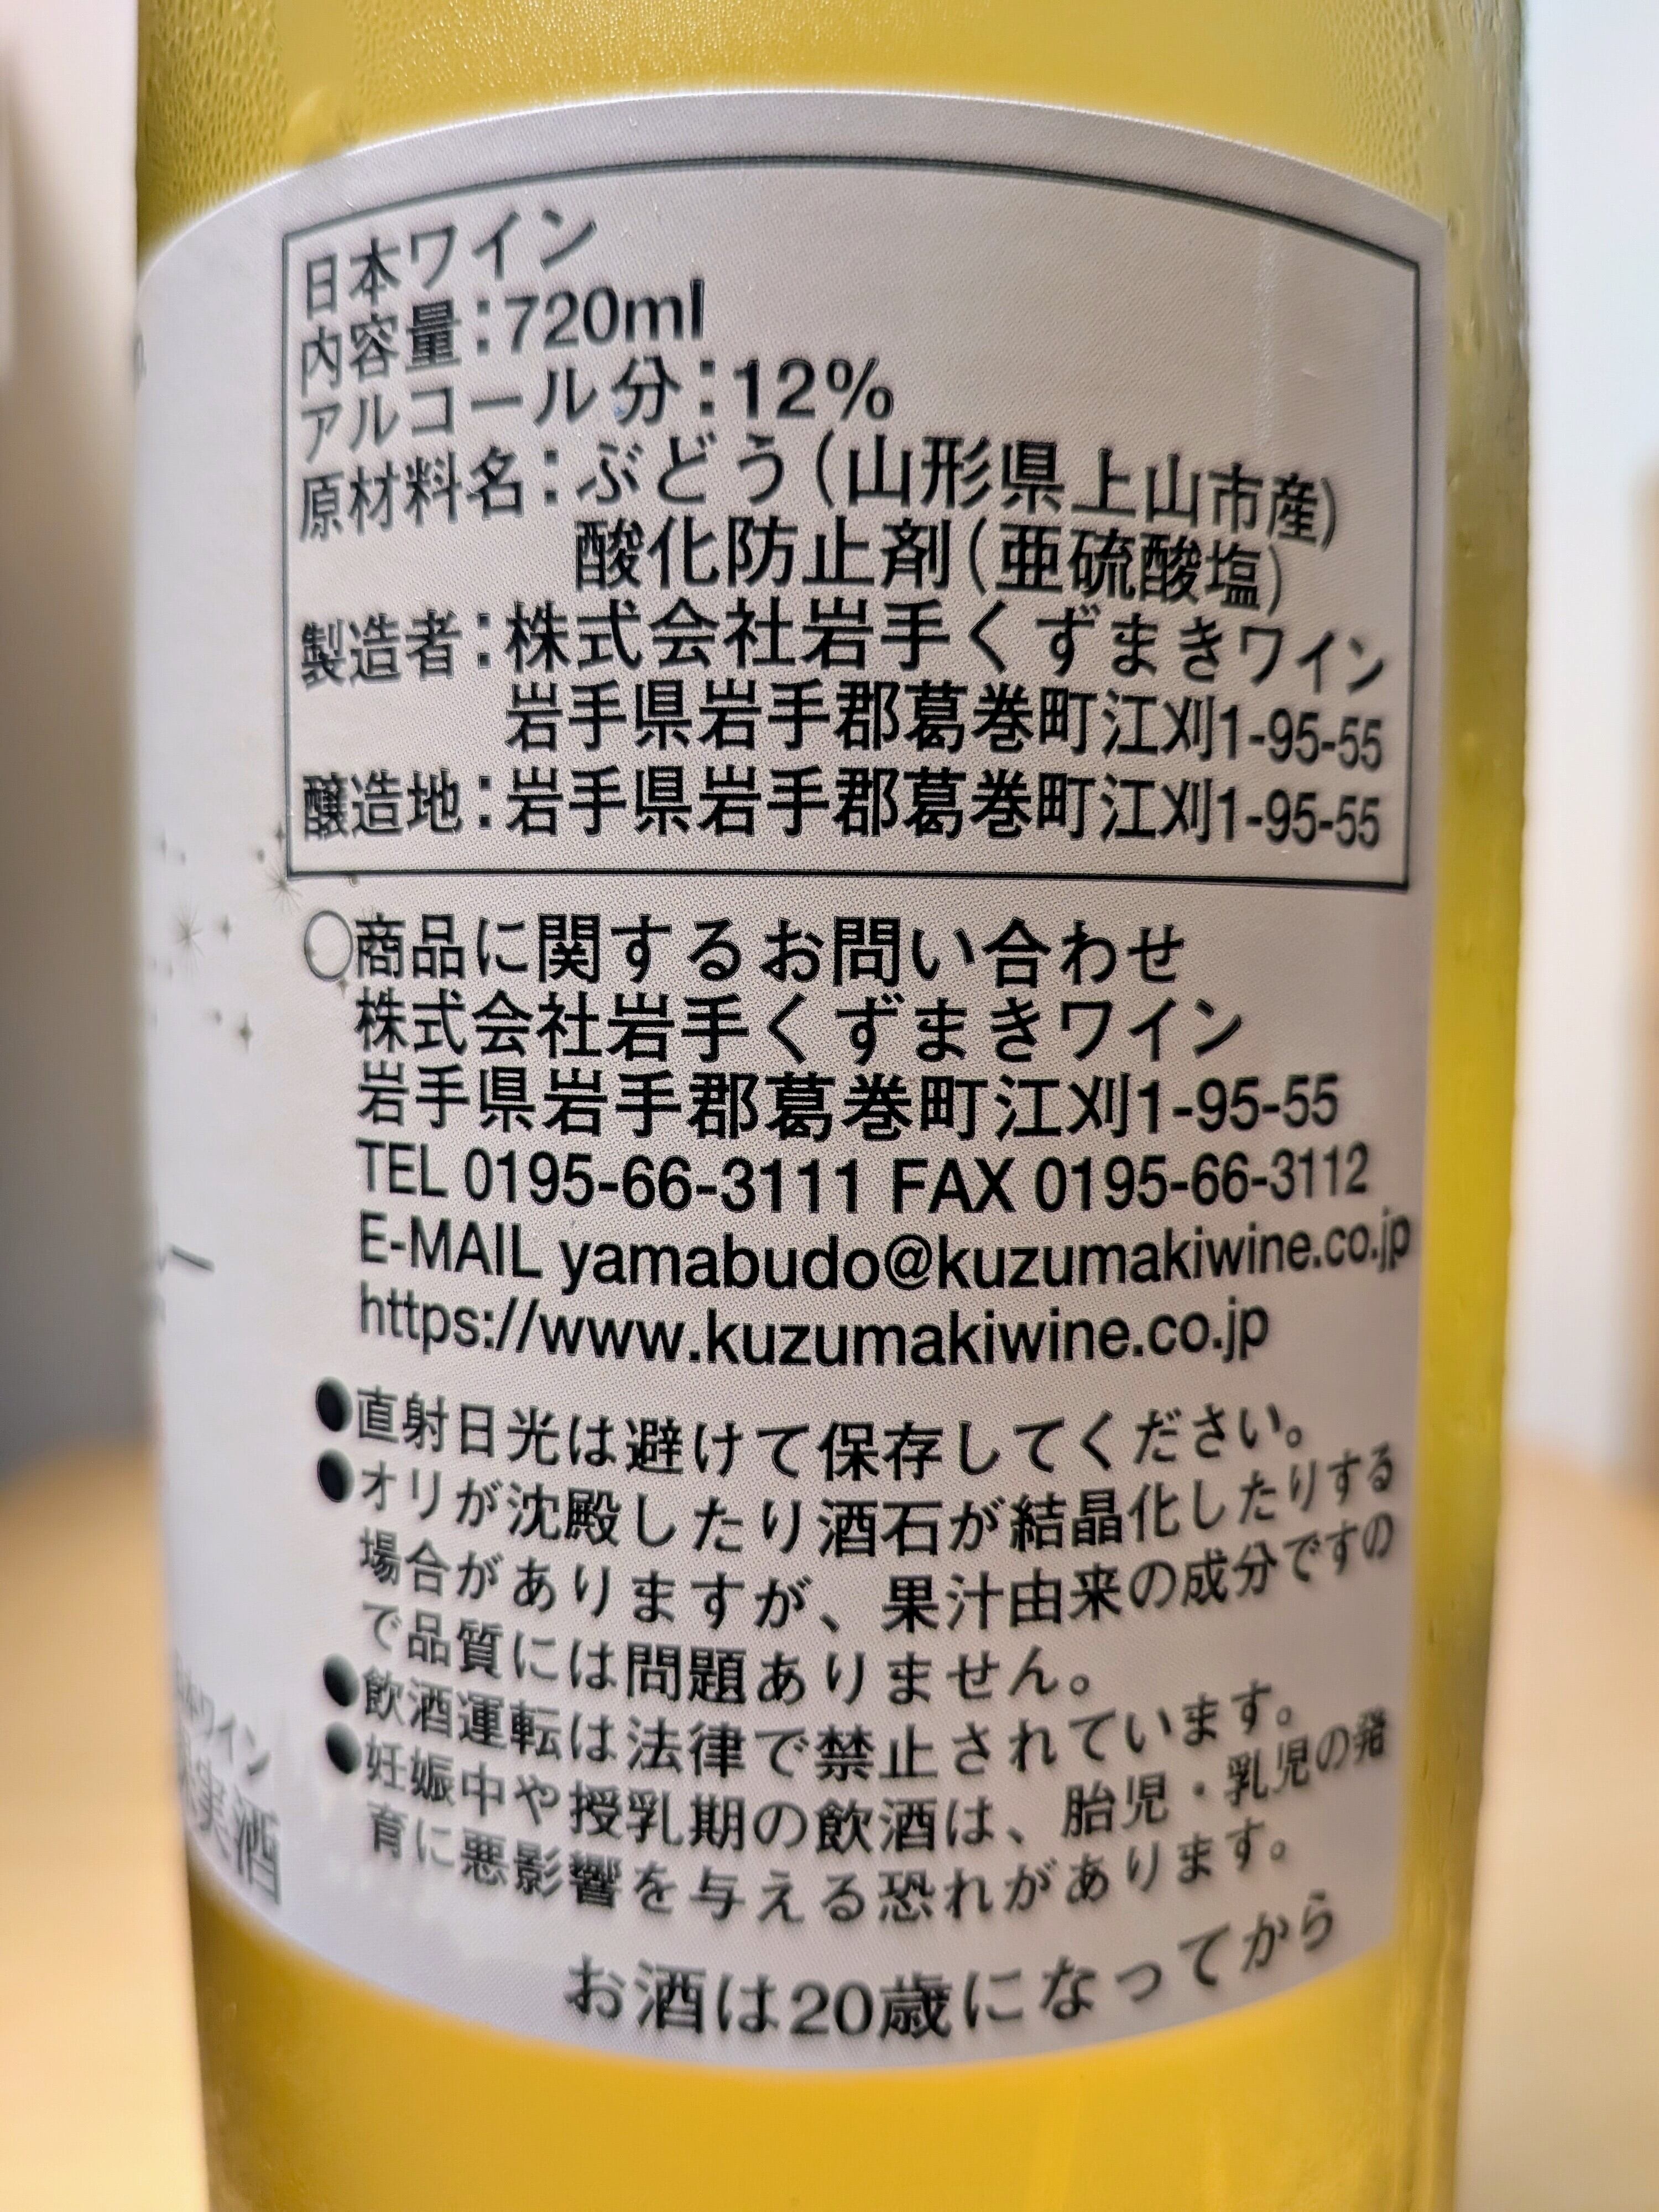 日本ワイン
内容量：720ml
アルコール分：12%
原材料名：ぶどう(山形県上山市産)
酸化防止剤(亜硫酸塩)
製造者：株式会社岩手くずまきワイン
岩手県岩手郡葛巻町江刈1-95-55
醸造地：岩手県岩手郡葛巻町江刈1-95-55
○商品に関するお問い合わせ
株式会社岩手くずまきワイン
岩手県岩手郡葛巻町江刈1-95-55
TEL 0195-66-3111 FAX 0195-66-3112
E-MAIL yamabudo@kuzumakiwine.co.jp
https://www.kuzumakiwine.co.jp
●直射日光は避けて保存してください。
●オリが沈殿したり酒石が結晶化したりする
場合がありますが、果汁由来の成分ですの
で品質には問題ありません。
●飲酒運転は法律で禁止されています。
●妊娠中や授乳期の飲酒は、胎児・乳児の発
育に悪影響を与える恐れがあります。
お酒は20歳になってから
本ワイン
実酒